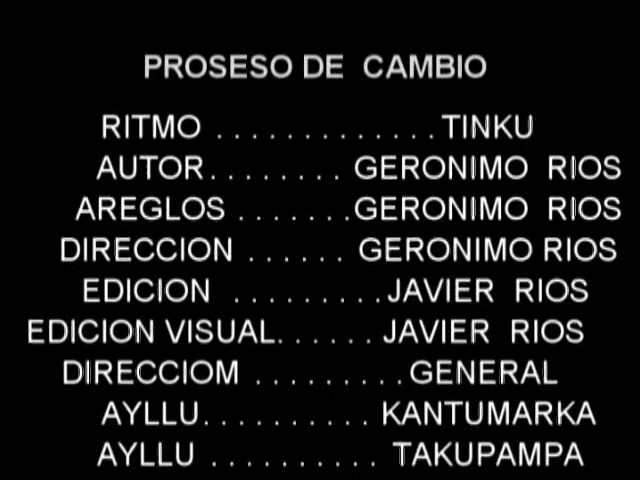 PROSESO DE CAMBIO
RITMO . . . . . . . . . . . . . TINKU
AUTOR . . . . . . . . GERONIMO RIOS
AREGLOS . . . . . . . GERONIMO RIOS
DIRECCION . . . . . . GERONIMO RIOS
EDICION . . . . . . . . . JAVIER RIOS
EDICION VISUAL. . . . . . JAVIER RIOS
DIRECCIOM . . . . . . . . . GENERAL
AYLLU. . . . . . . . . . KANTUMARKA
AYLLU . . . . . . . . . . TAKUPAMPA